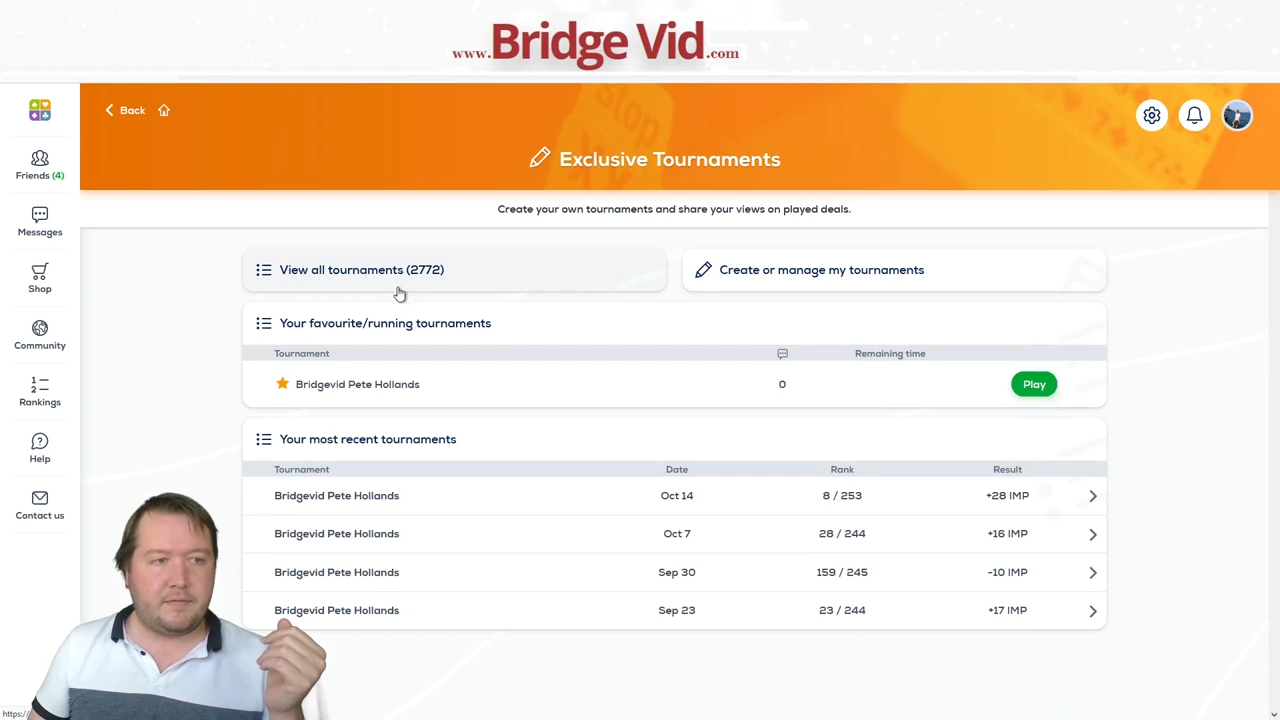 www.Bridge Vid.com
Back
Exclusive Tournaments
Create your own tournaments and share your views on played deals.
Friends (4)
Messages
Shop
Community
Rankings
Help
Contact us
View all tournaments (2772)
Create or manage my tournaments
Your favourite/running tournaments
Tournament Remaining time
Bridgevid Pete Hollands 0 Play
Your most recent tournaments
Tournament Date Rank Result
Bridgevid Pete Hollands Oct 14 8 / 253 +28 IMP
Bridgevid Pete Hollands Oct 7 28 / 244 +16 IMP
Bridgevid Pete Hollands Sep 30 159 / 245 -10 IMP
Bridgevid Pete Hollands Sep 23 23 / 244 +17 IMP
https:/